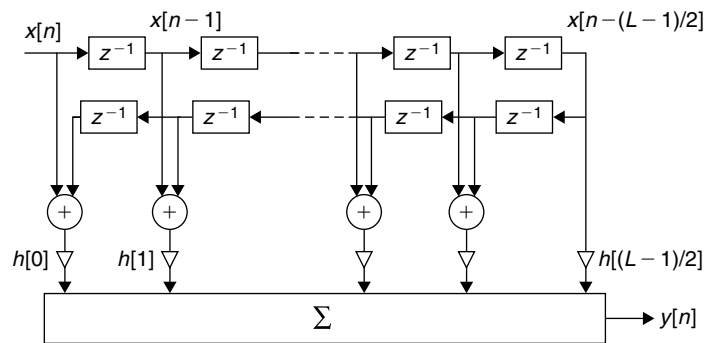 x[n] x[n−1] x[n−(L−1)/2]
z⁻¹ z⁻¹ z⁻¹ z⁻¹
z⁻¹ z⁻¹ z⁻¹ z⁻¹
+ + + +
h[0] h[1] h[(L−1)/2]
Σ y[n]